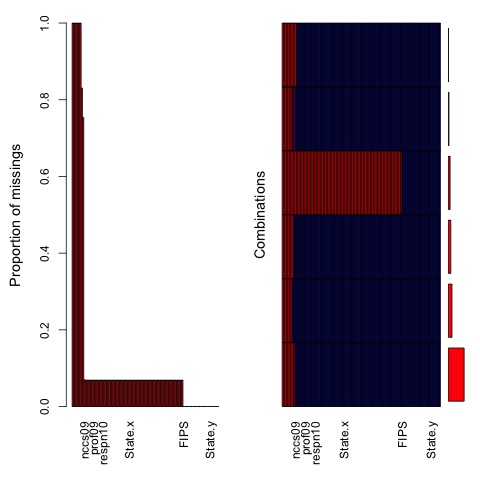 Proportion of missings
1.0
0.8
0.6
0.4
0.2
0.0
nccs09
prof09
respn10
State.x
FIPS
State.y
Combinations
nccs09
prof09
respn10
State.x
FIPS
State.y